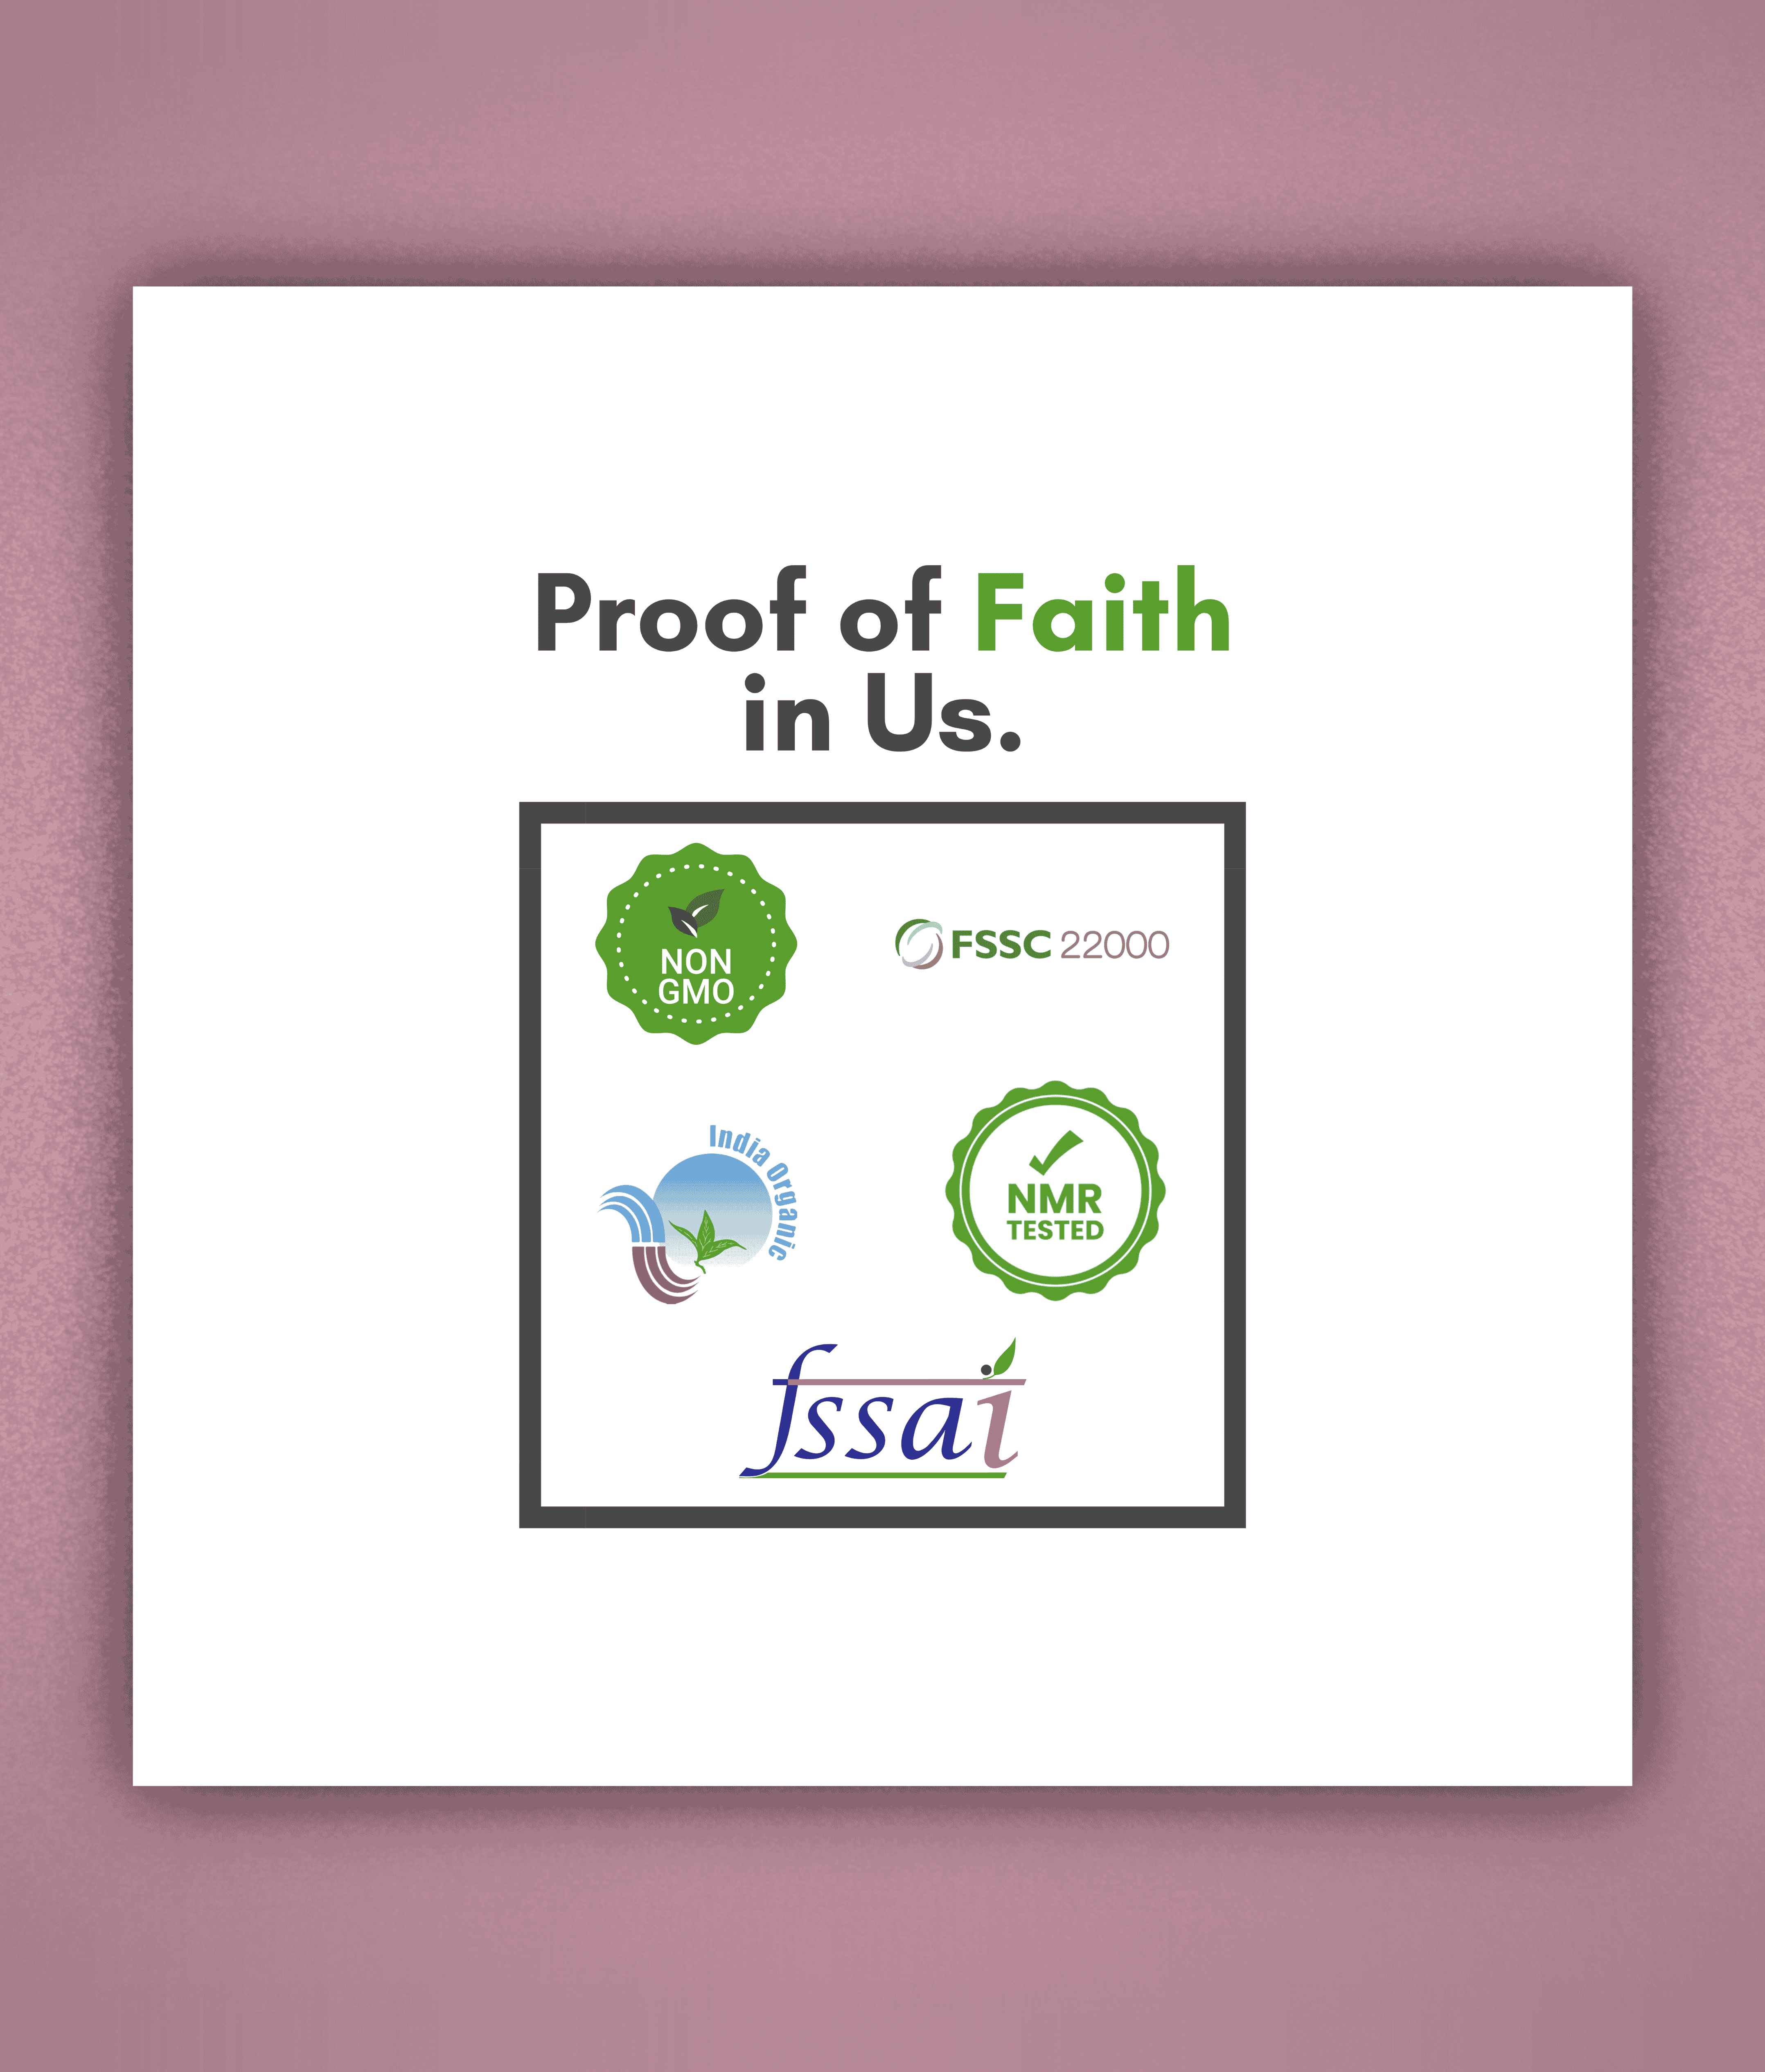 Proof of Faith
in Us.
NON
GMO
FSSC 22000
India Organic
NMR
TESTED
fssai